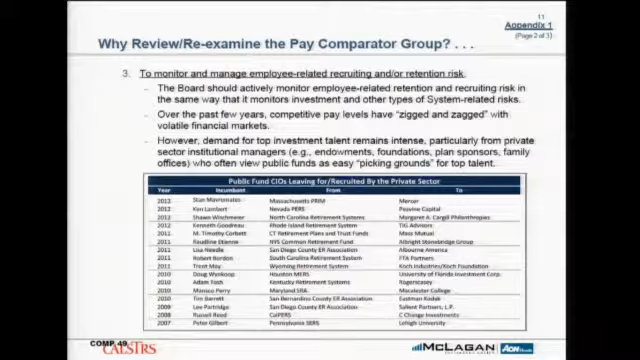 11
Appendix 1
(Page 2 of 3)
Why Review/Re-examine the Pay Comparator Group? . . .
3. To monitor and manage employee-related recruiting and/or retention risk.
– The Board should actively monitor employee-related retention and recruiting risk in
the same way that it monitors investment and other types of System-related risks.
– Over the past few years, competitive pay levels have “zigged and zagged” with
volatile financial markets.
– However, demand for top investment talent remains intense, particularly from private
sector institutional managers (e.g., endowments, foundations, plan sponsors, family
offices) who often view public funds as easy “picking grounds” for top talent.
Public Fund CIOs Leaving for/Recruited By the Private Sector
Year Incumbent From To
Stan Mavromates Massachusetts PRIM Mercer
2012 Ken Lambert Nevada PERS Peavine Capital
2012 Shawn Wischmeier North Carolina Retirement Systems Margaret A. Cargill Philanthropies
2012 Kenneth Goodreau Rhode Island Retirement System TIG Advisors
2011 M. Timothy Corbett CT Retirement Plans and Trust Funds Mass Mutual
2011 Raudline Etienne NYS Common Retirement Fund Albright Stonebridge Group
2011 Lisa Needle San Diego County ER Association Albourne America
2011 Robert Borden South Carolina Retirement System FTA Partners
2011 Trent May Wyoming Retirement System Koch Industries/Koch Foundation
2010 Doug Wynkoop Houston MERS University of Florida Investment Corp.
2010 Adam Tosh Kentucky Retirement Systems Rogerscasey
2010 Mansco Perry Maryland SRA Macalester College
2010 Tim Barrett San Bernardino County ER Association Eastman Kodak
2009 Lee Partridge San Diego County ER Association Salient Partners, L.P.
2008 Russell Read CalPERS C Change Investments
2007 Peter Gilbert Pennsylvania SERS Lehigh University
COMP 49
CALSTRS
McLAGAN
AON